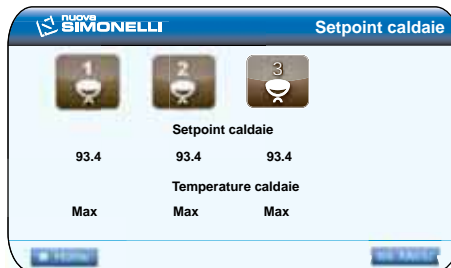 nuova
SIMONELLI
Setpoint caldaie
1 2 3
Setpoint caldaie
93.4 93.4 93.4
Temperature caldaie
Max Max Max